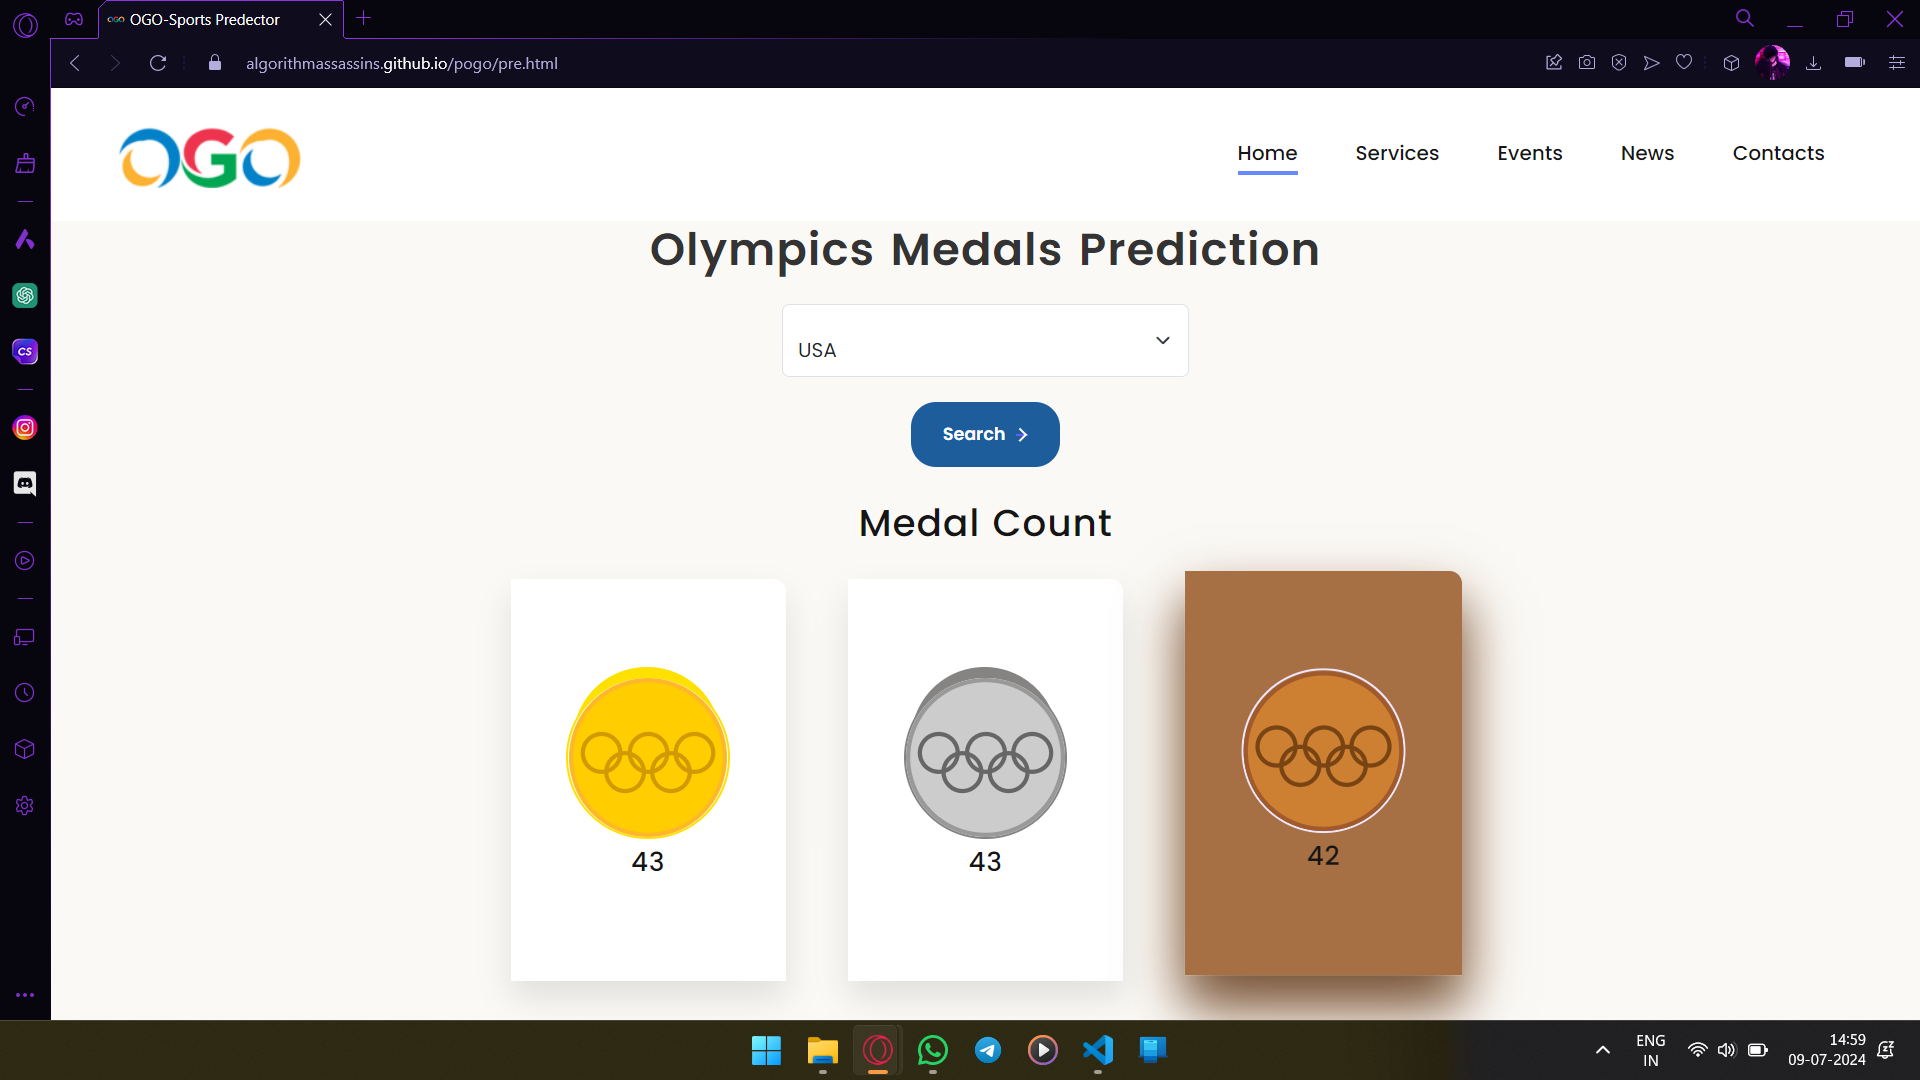 OGO-Sports Predector
algorithmassassins.github.io/pogo/pre.html
OGO
Home Services Events News Contacts
Olympics Medals Prediction
USA
Search
Medal Count
43 43 42
CS
ENG
IN
14:59
09-07-2024